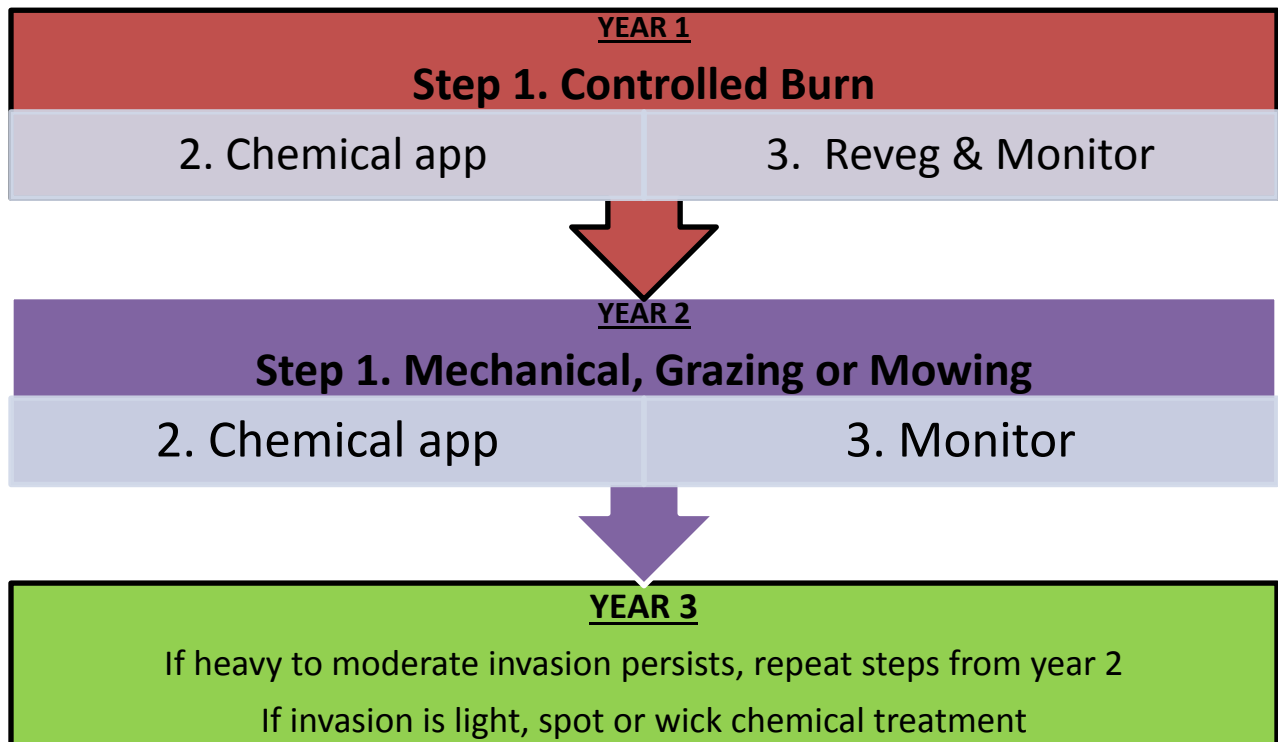 YEAR 1
Step 1. Controlled Burn
2. Chemical app
3. Reveg & Monitor
YEAR 2
Step 1. Mechanical, Grazing or Mowing
2. Chemical app
3. Monitor
YEAR 3
If heavy to moderate invasion persists, repeat steps from year 2
If invasion is light, spot or wick chemical treatment